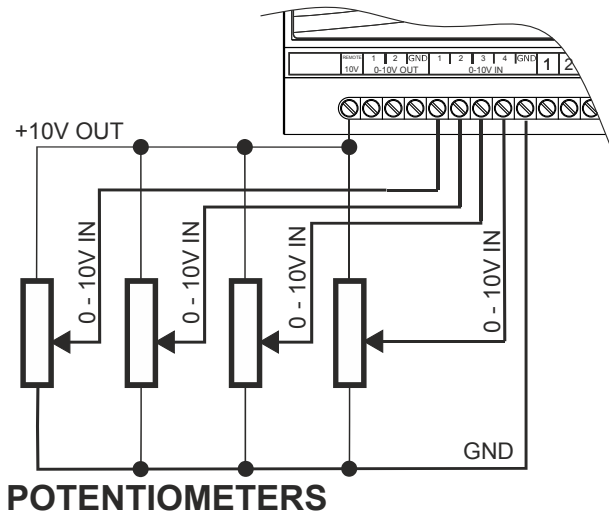 REMOTE 1 2 GND 1 2 3 4 GND 1 2
10V 0-10V OUT 0-10V IN
+10V OUT
0 - 10V IN
0 - 10V IN
0 - 10V IN
0 - 10V IN
GND
POTENTIOMETERS